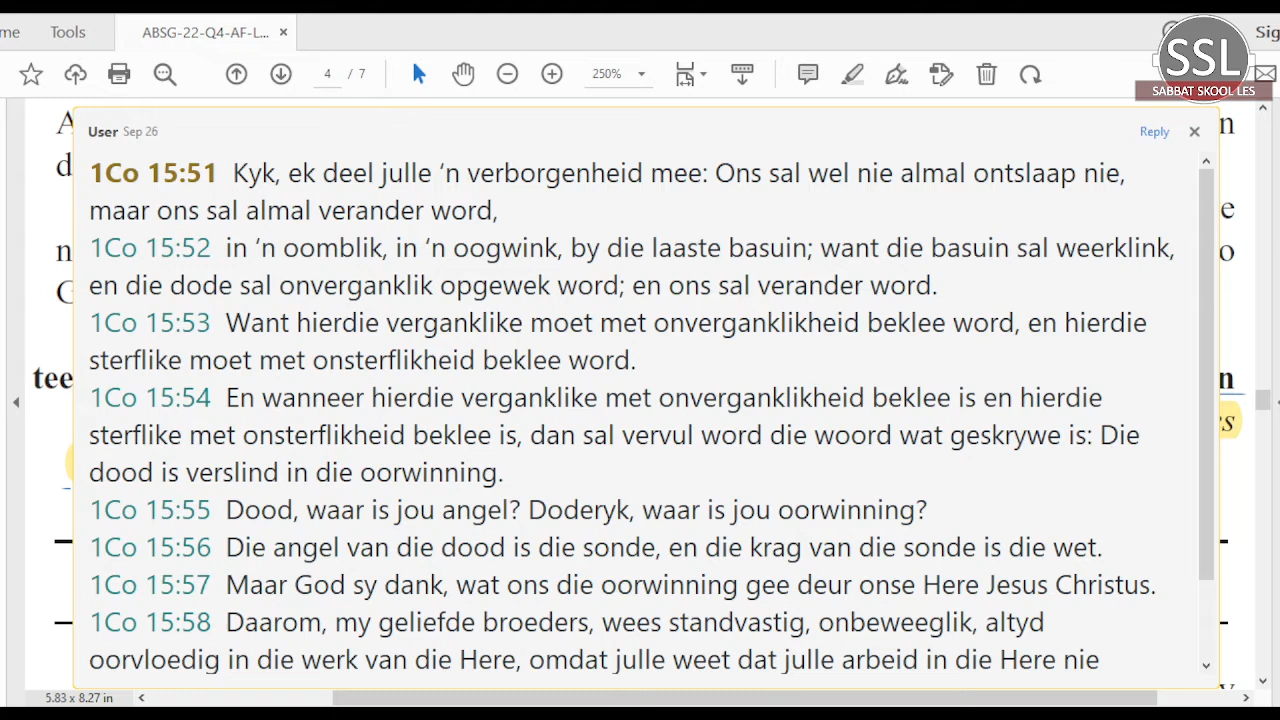 me Tools ABSG-22-Q4-AF-L... ×
Sig
SSL
SABBAT SKOOL LES
4 / 7 250%
User Sep 26 Reply
1Co 15:51 Kyk, ek deel julle ‘n verborgenheid mee: Ons sal wel nie almal ontslaap nie,
maar ons sal almal verander word,
1Co 15:52 in ‘n oomblik, in ‘n oogwink, by die laaste basuin; want die basuin sal weerklink,
en die dode sal onverganklik opgewek word; en ons sal verander word.
1Co 15:53 Want hierdie verganklike moet met onverganklikheid beklee word, en hierdie
sterflike moet met onsterflikheid beklee word.
1Co 15:54 En wanneer hierdie verganklike met onverganklikheid beklee is en hierdie
sterflike met onsterflikheid beklee is, dan sal vervul word die woord wat geskrywe is: Die
dood is verslind in die oorwinning.
1Co 15:55 Dood, waar is jou angel? Doderyk, waar is jou oorwinning?
1Co 15:56 Die angel van die dood is die sonde, en die krag van die sonde is die wet.
1Co 15:57 Maar God sy dank, wat ons die oorwinning gee deur onse Here Jesus Christus.
1Co 15:58 Daarom, my geliefde broeders, wees standvastig, onbeweeglik, altyd
oorvloedig in die werk van die Here, omdat julle weet dat julle arbeid in die Here nie
tee
5.83 x 8.27 in